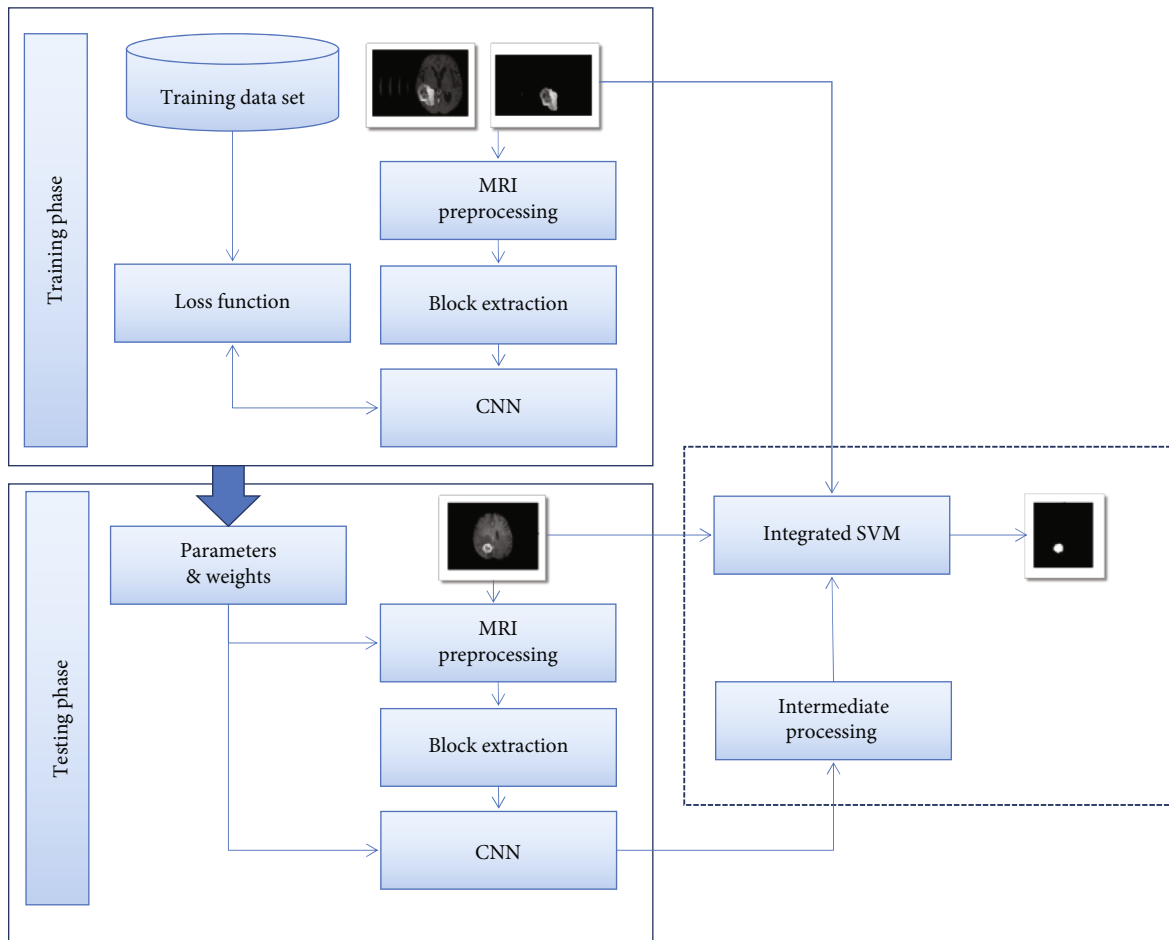 Training phase
Training data set
MRI
preprocessing
Loss function
Block extraction
CNN
Testing phase
Parameters
& weights
MRI
preprocessing
Block extraction
CNN
Integrated SVM
Intermediate
processing